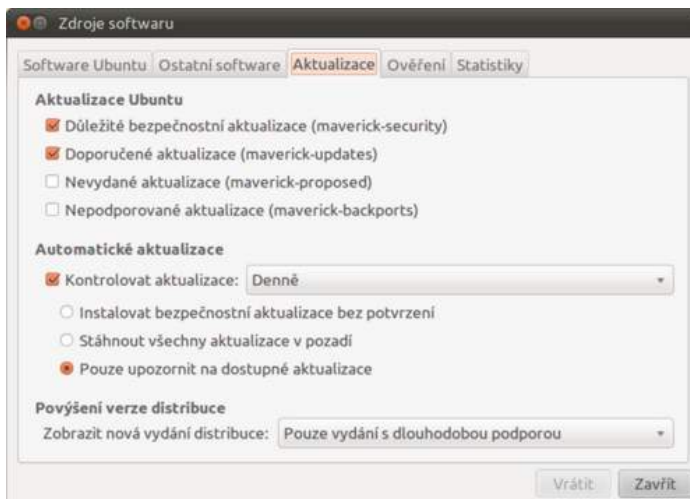 Zdroje softwaru
Software Ubuntu Ostatní software Aktualizace Ověření Statistiky
Aktualizace Ubuntu
Důležité bezpečnostní aktualizace (maverick-security)
Doporučené aktualizace (maverick-updates)
Nevydané aktualizace (maverick-proposed)
Nepodporované aktualizace (maverick-backports)
Automatické aktualizace
Kontrolovat aktualizace: Denně
Instalovat bezpečnostní aktualizace bez potvrzení
Stáhnout všechny aktualizace v pozadí
Pouze upozornit na dostupné aktualizace
Povýšení verze distribuce
Zobrazit nová vydání distribuce: Pouze vydání s dlouhodobou podporou
Vrátit Zavřít